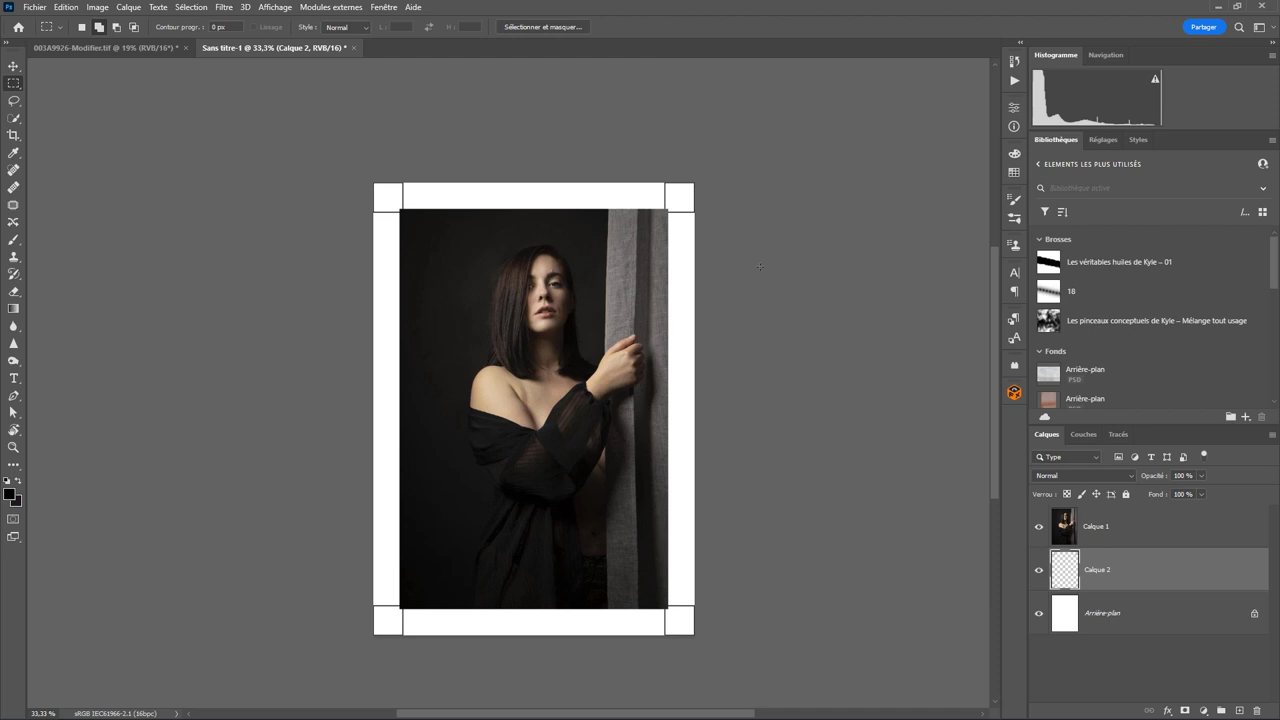 Ps Fichier Edition Image Calque Texte Sélection Filtre 3D Affichage Modules externes Fenêtre Aide
Contour progr. : 0 px Lissage Style : Normal L : H : Sélectionner et masquer... Partager
003A9926-Modifier.tif @ 19% (RVB/16*) * × Sans titre-1 @ 33,3% (Calque 2, RVB/16) * ×
Histogramme Navigation
Bibliothèques Réglages Styles
ELEMENTS LES PLUS UTILISÉS
Bibliothèque active
Brosses
Les véritables huiles de Kyle – 01
18
Les pinceaux conceptuels de Kyle – Mélange tout usage
Fonds
Arrière-plan
PSD
Arrière-plan
Calques Couches Tracés
Type
Normal Opacité : 100 %
Verrou : Fond : 100 %
Calque 1
Calque 2
Arrière-plan
33,33 % sRGB IEC61966-2.1 (16bpc)